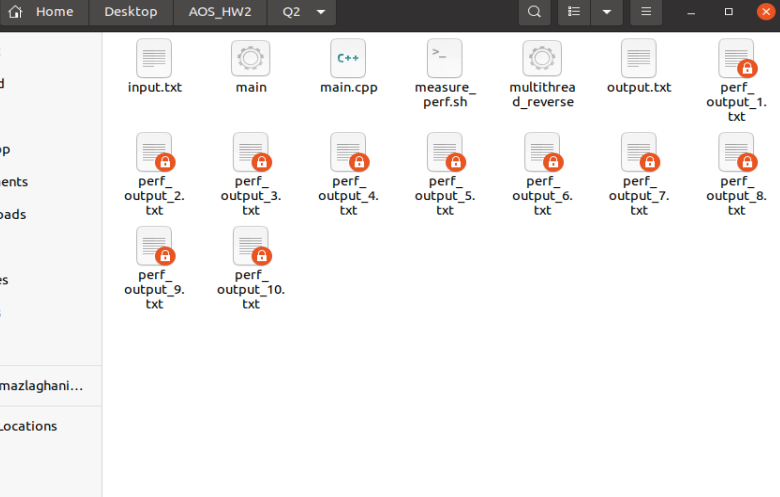 Home Desktop AOS_HW2 Q2
input.txt main main.cpp measure_perf.sh multithread_reverse output.txt perf_output_1.txt
perf_output_2.txt perf_output_3.txt perf_output_4.txt perf_output_5.txt perf_output_6.txt perf_output_7.txt perf_output_8.txt
perf_output_9.txt perf_output_10.txt
C++
>_
d
op
ents
oads
es
mazlaghani...
Locations